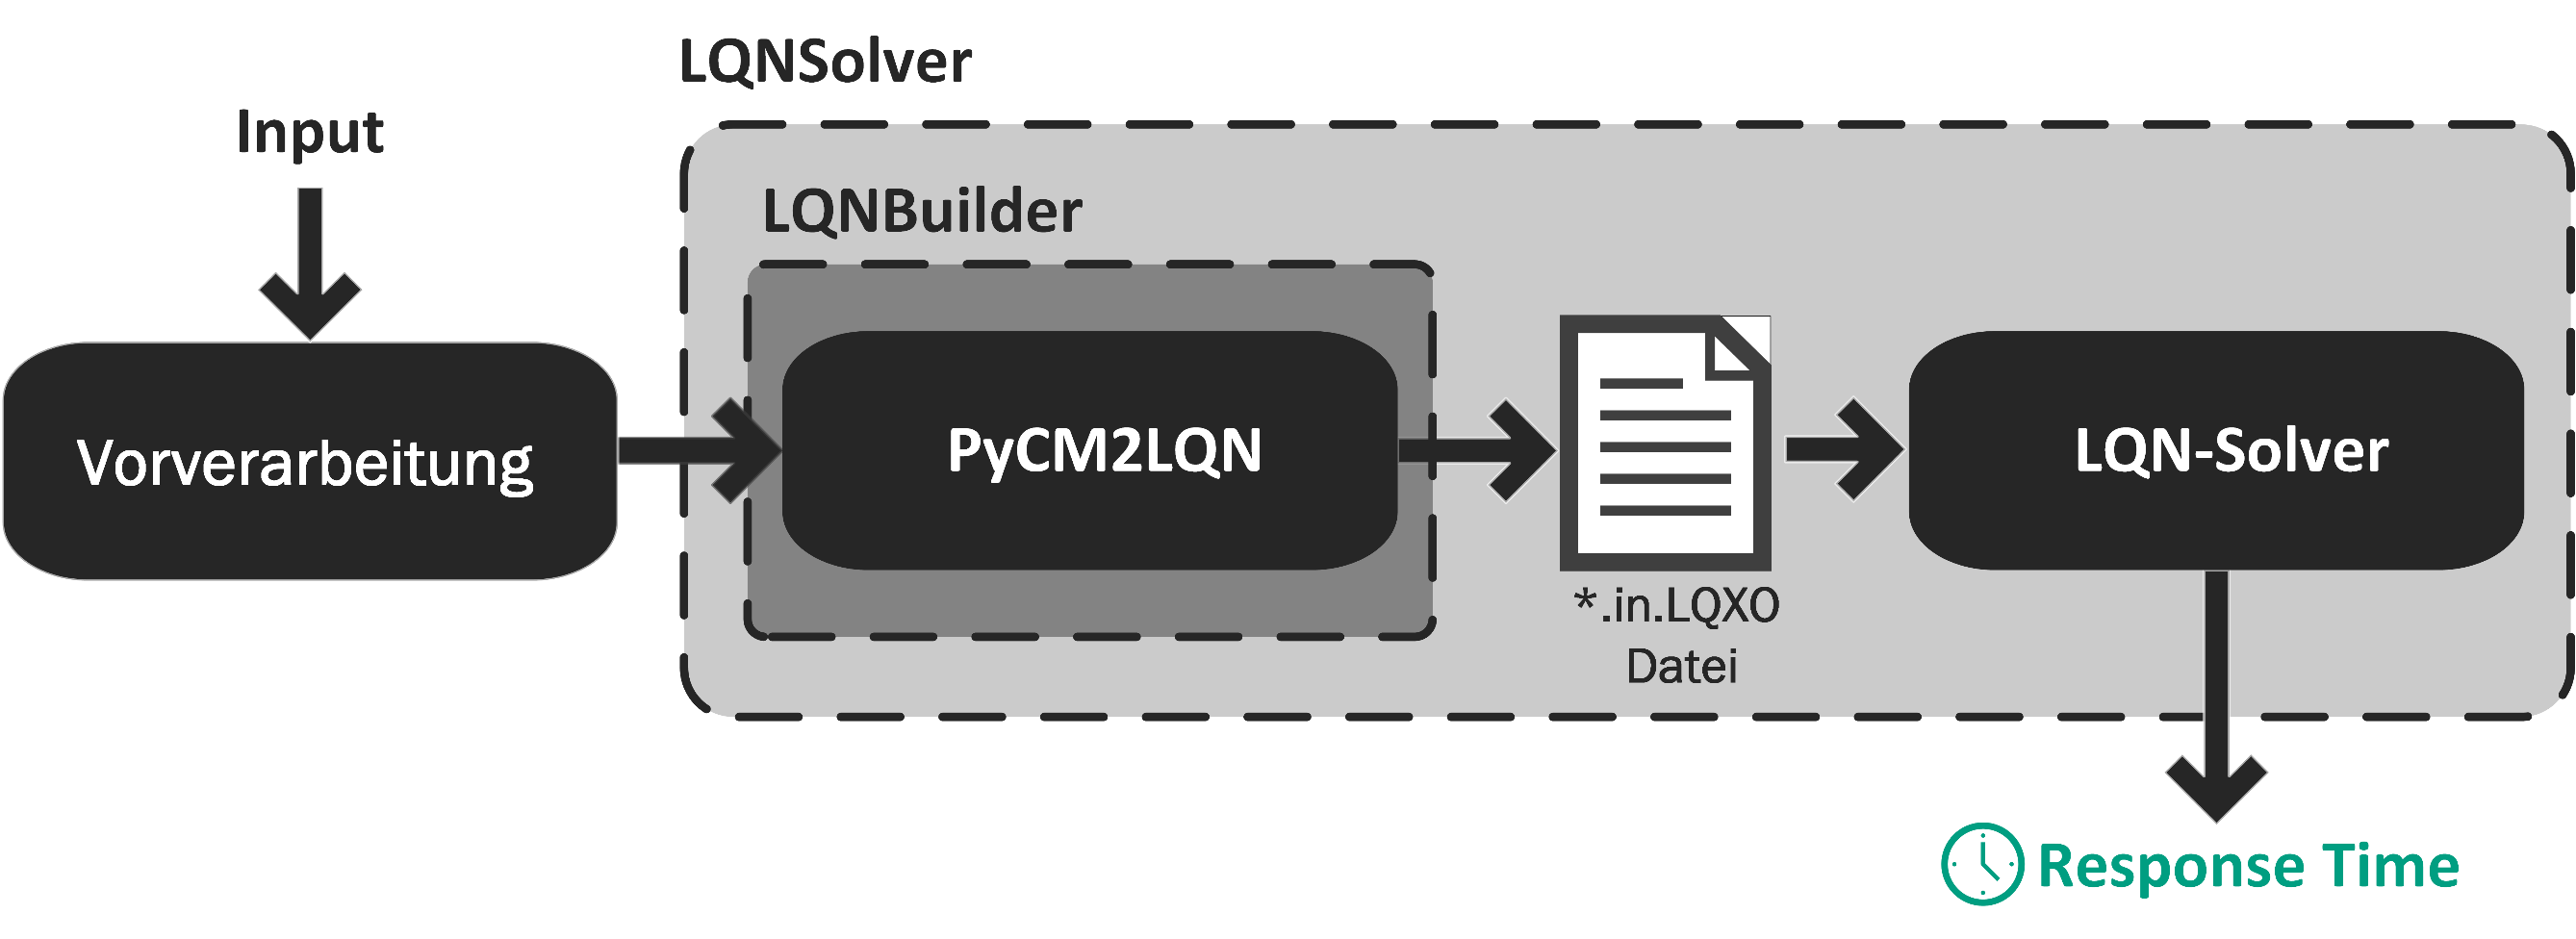 LQNSolver
Input
LQNBuilder
Vorverarbeitung
PyCM2LQN
LQN-Solver
*.in.LQXO
Datei
Response Time